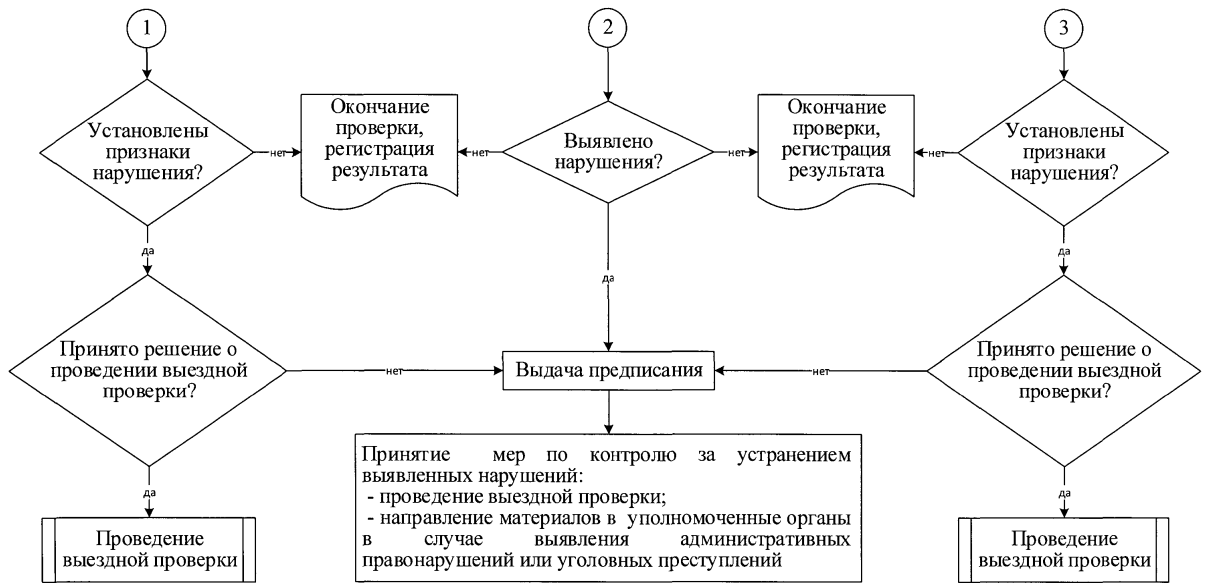 1
2
3
Установлены
признаки
нарушения?
нет
Окончание
проверки,
регистрация
результата
нет
Выявлено
нарушение?
нет
Окончание
проверки,
регистрация
результата
нет
Установлены
признаки
нарушения?
да
да
да
Принято решение о
проведении выездной
проверки?
нет
Выдача предписания
нет
Принято решение о
проведении выездной
проверки?
Принятие мер по контролю за устранением
выявленных нарушений:
- проведение выездной проверки;
- направление материалов в уполномоченные органы
в случае выявления административных
правонарушений или уголовных преступлений
да
да
Проведение
выездной проверки
Проведение
выездной проверки